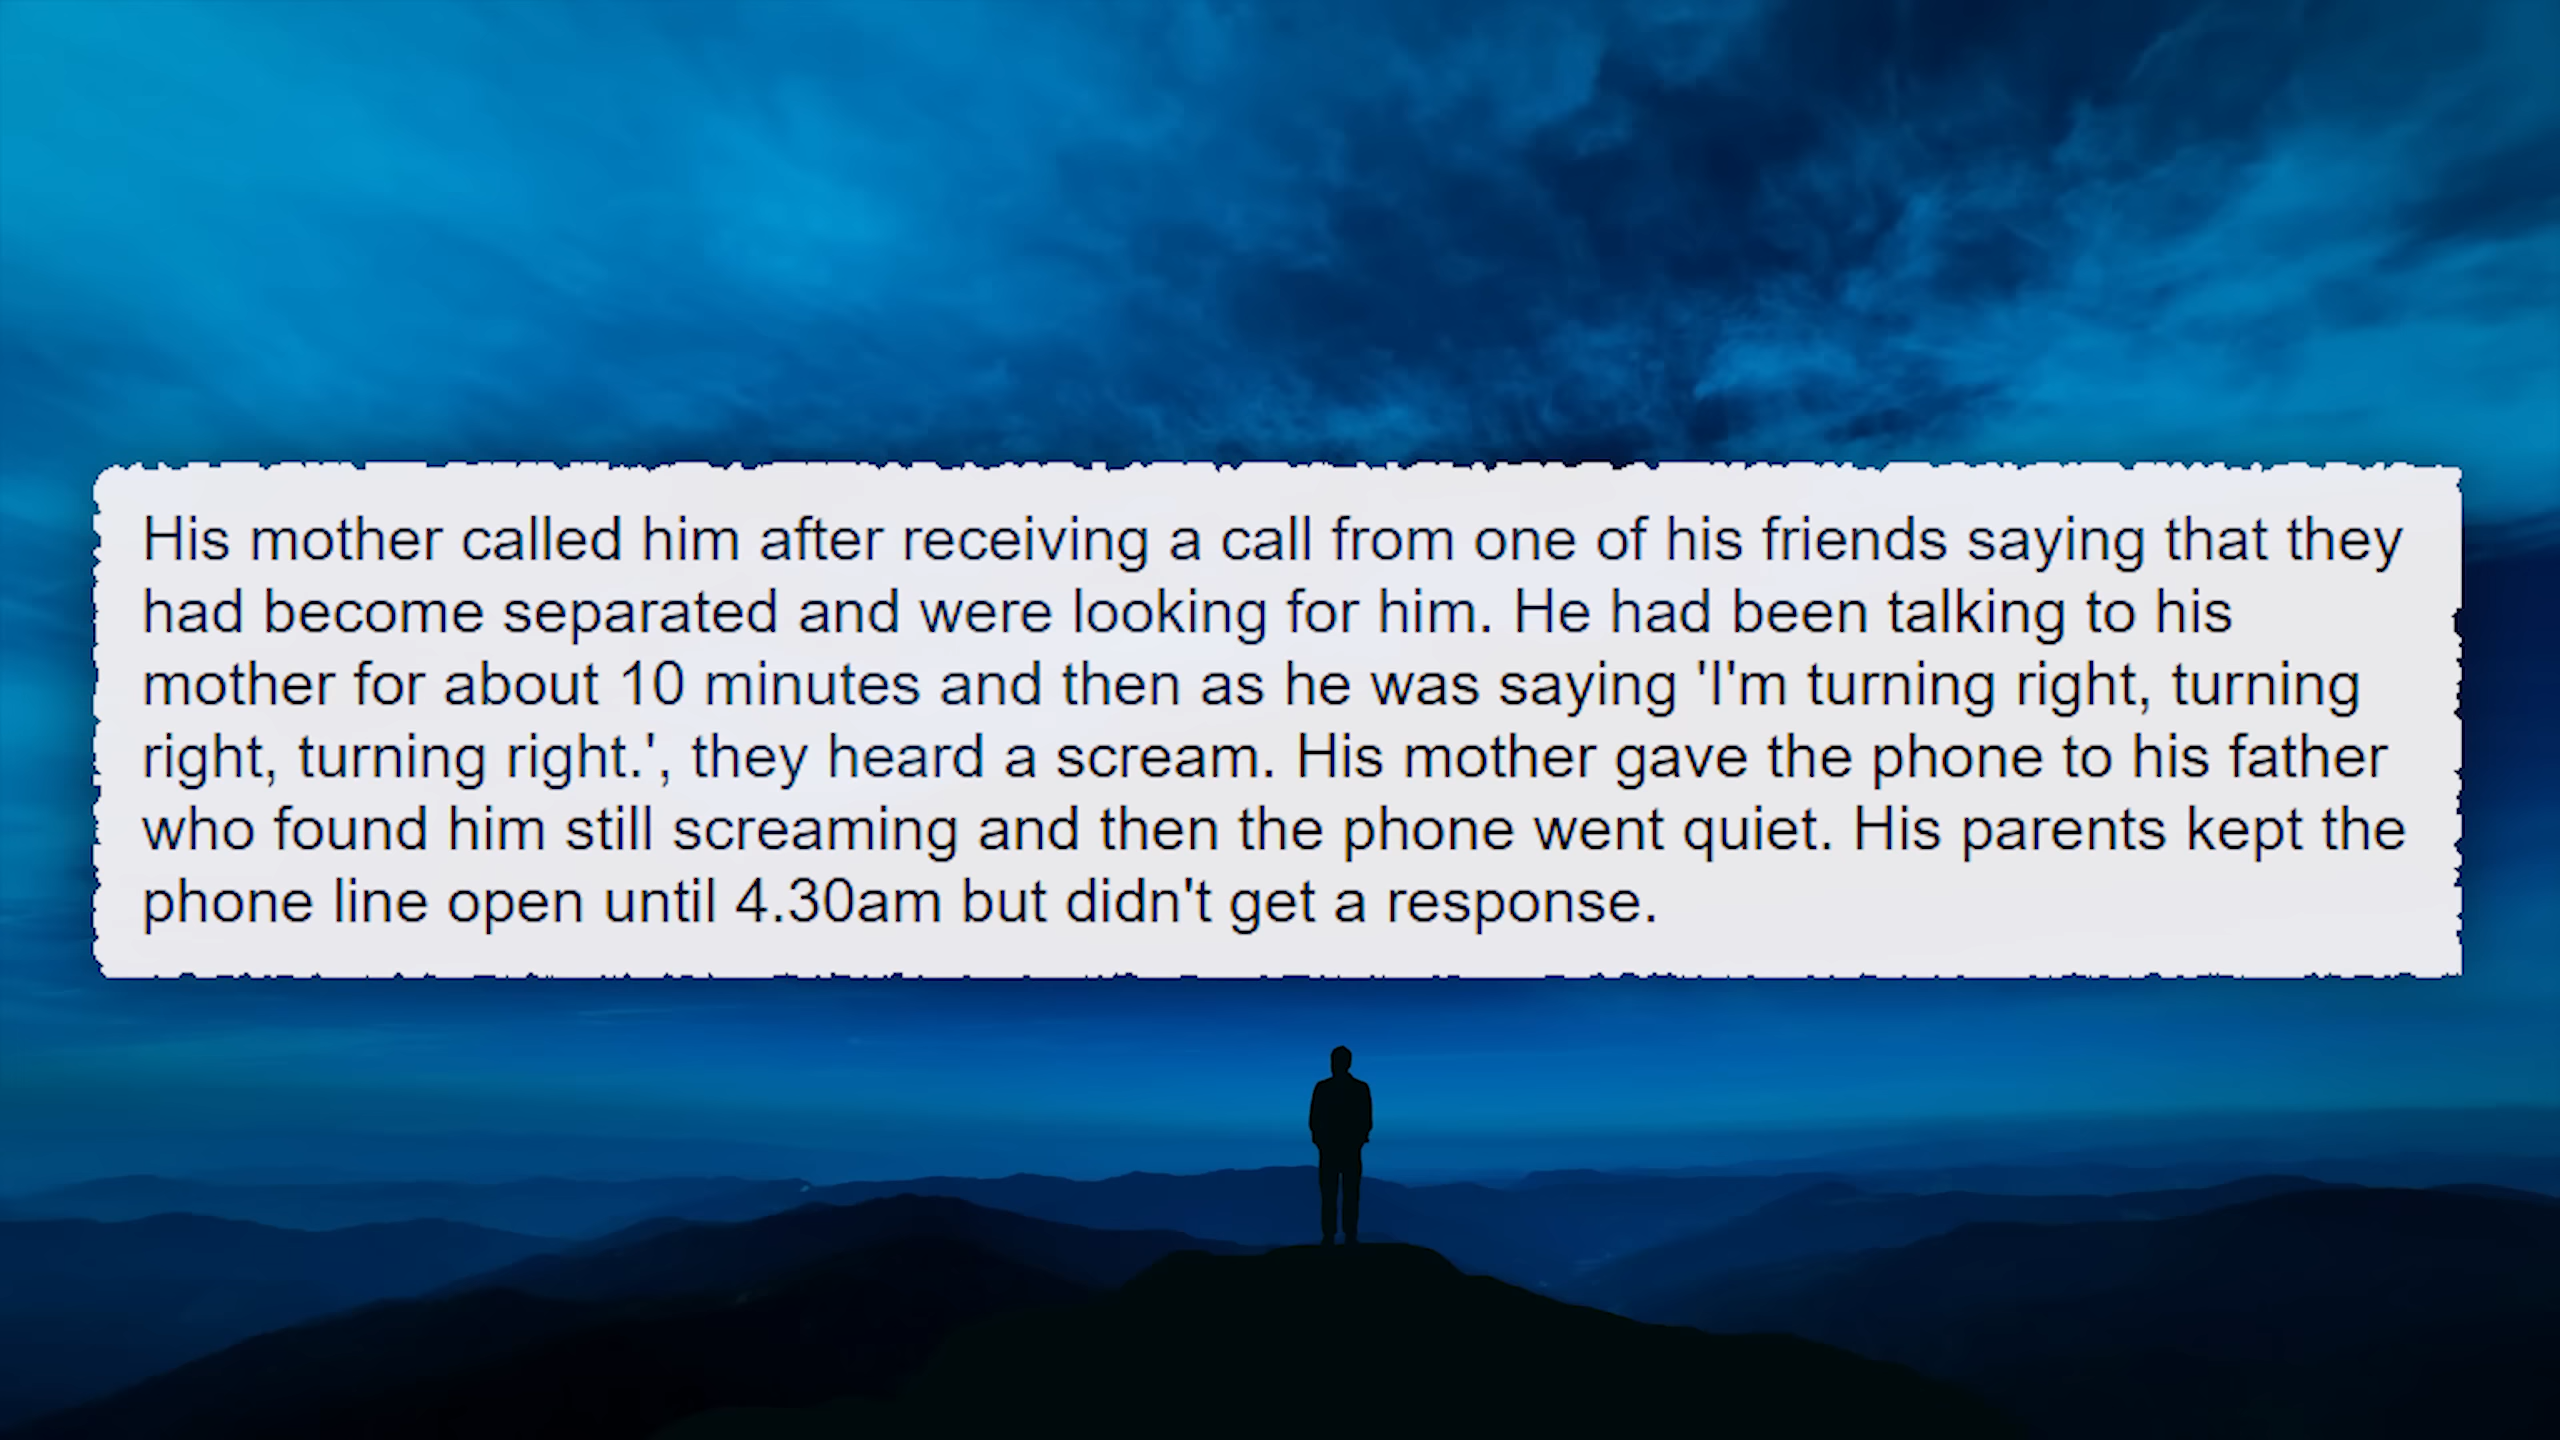 His mother called him after receiving a call from one of his friends saying that they
had become separated and were looking for him. He had been talking to his
mother for about 10 minutes and then as he was saying 'I'm turning right, turning
right, turning right.', they heard a scream. His mother gave the phone to his father
who found him still screaming and then the phone went quiet. His parents kept the
phone line open until 4.30am but didn't get a response.